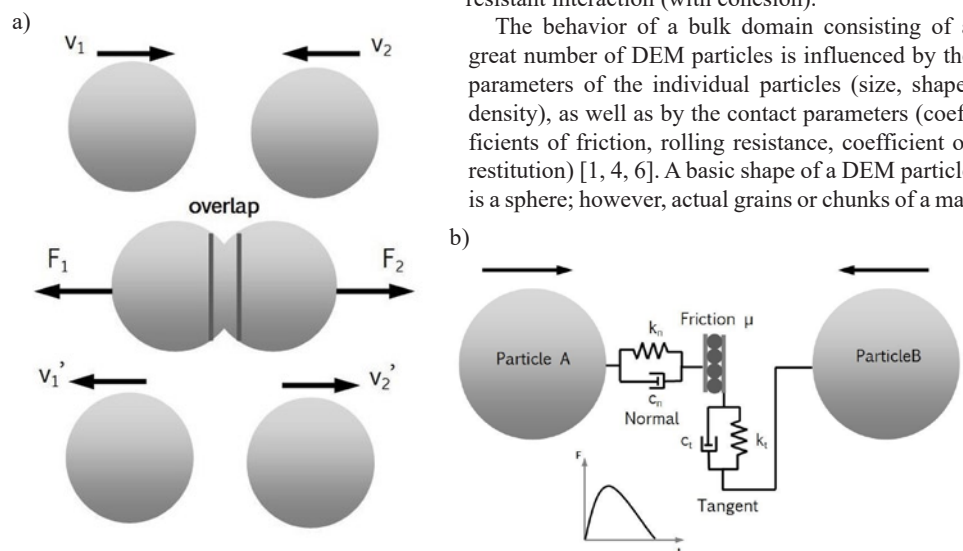 resistant interaction (with cohesion).
The behavior of a bulk domain consisting of a
great number of DEM particles is influenced by the
parameters of the individual particles (size, shape
density), as well as by the contact parameters (coef
ficients of friction, rolling resistance, coefficient o
restitution) [1, 4, 6]. A basic shape of a DEM particle
is a sphere; however, actual grains or chunks of a ma
a)
v₁
v₂
overlap
F₁
F₂
v₁'
v₂'
b)
Particle A
kₙ
cₙ
Normal
Friction μ
ParticleB
cₜ
kₜ
Tangent
F